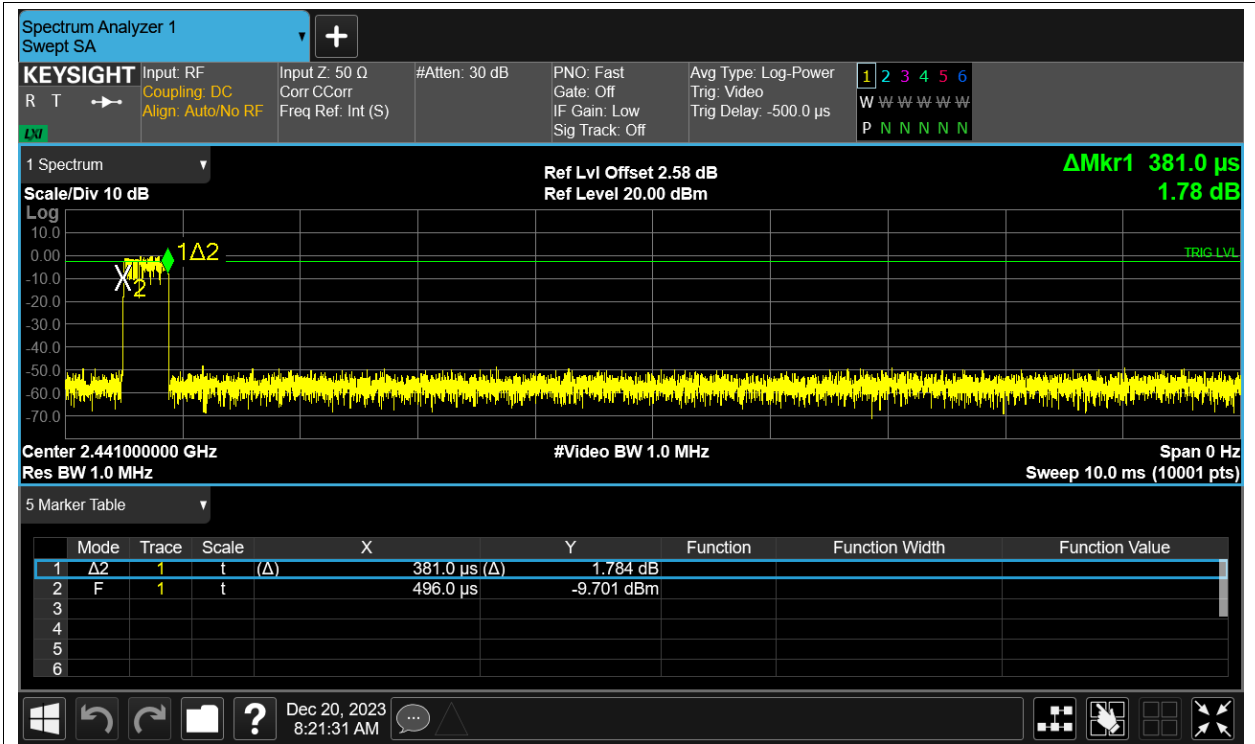 Spectrum Analyzer 1
Swept SA
KEYSIGHT
R T
LXI
Input: RF
Coupling: DC
Align: Auto/No RF
Input Z: 50 Ω
Corr CCorr
Freq Ref: Int (S)
#Atten: 30 dB
PNO: Fast
Gate: Off
IF Gain: Low
Sig Track: Off
Avg Type: Log-Power
Trig: Video
Trig Delay: -500.0 µs
1 2 3 4 5 6
W W W W W W
P N N N N N
1 Spectrum
Scale/Div 10 dB
Ref Lvl Offset 2.58 dB
Ref Level 20.00 dBm
ΔMkr1 381.0 µs
1.78 dB
Log
10.0
0.00
-10.0
-20.0
-30.0
-40.0
-50.0
-60.0
-70.0
1Δ2
X2
TRIG LVL
Center 2.441000000 GHz
#Video BW 1.0 MHz
Span 0 Hz
Res BW 1.0 MHz
Sweep 10.0 ms (10001 pts)
5 Marker Table
Mode Trace Scale X Y Function Function Width Function Value
1 Δ2 1 t (Δ) 381.0 µs (Δ) 1.784 dB
2 F 1 t 496.0 µs -9.701 dBm
3
4
5
6
?
Dec 20, 2023
8:21:31 AM